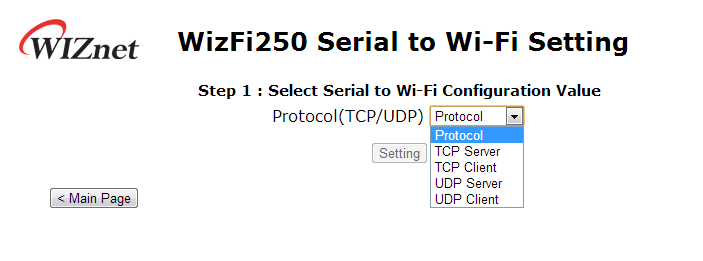 WIZnet
WizFi250 Serial to Wi-Fi Setting
Step 1 : Select Serial to Wi-Fi Configuration Value
Protocol(TCP/UDP) Protocol
Protocol
TCP Server
TCP Client
UDP Server
UDP Client
Setting
< Main Page